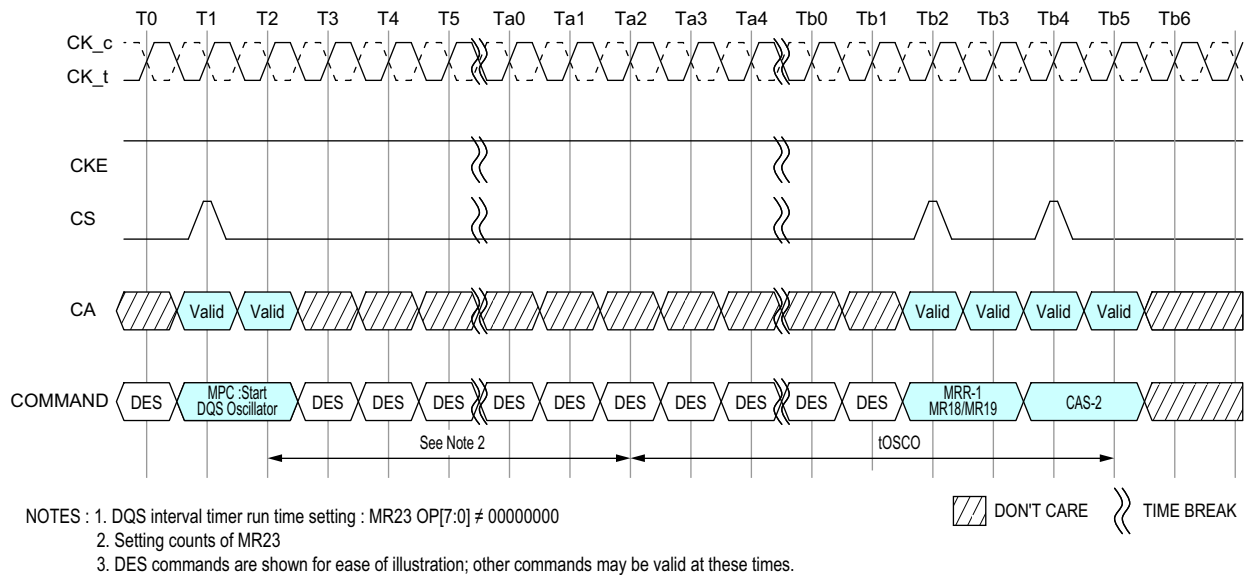 T0 T1 T2 T3 T4 T5 Ta0 Ta1 Ta2 Ta3 Ta4 Tb0 Tb1 Tb2 Tb3 Tb4 Tb5 Tb6
CK_c
CK_t
CKE
CS
CA Valid Valid Valid Valid Valid Valid
COMMAND DES MPC :Start DES DES DES DES DES DES DES DES DES DES MRR-1 CAS-2
DQS Oscillator MR18/MR19
See Note 2 tOSCO
NOTES : 1. DQS interval timer run time setting : MR23 OP[7:0] ≠ 00000000
2. Setting counts of MR23
3. DES commands are shown for ease of illustration; other commands may be valid at these times.
DON'T CARE TIME BREAK